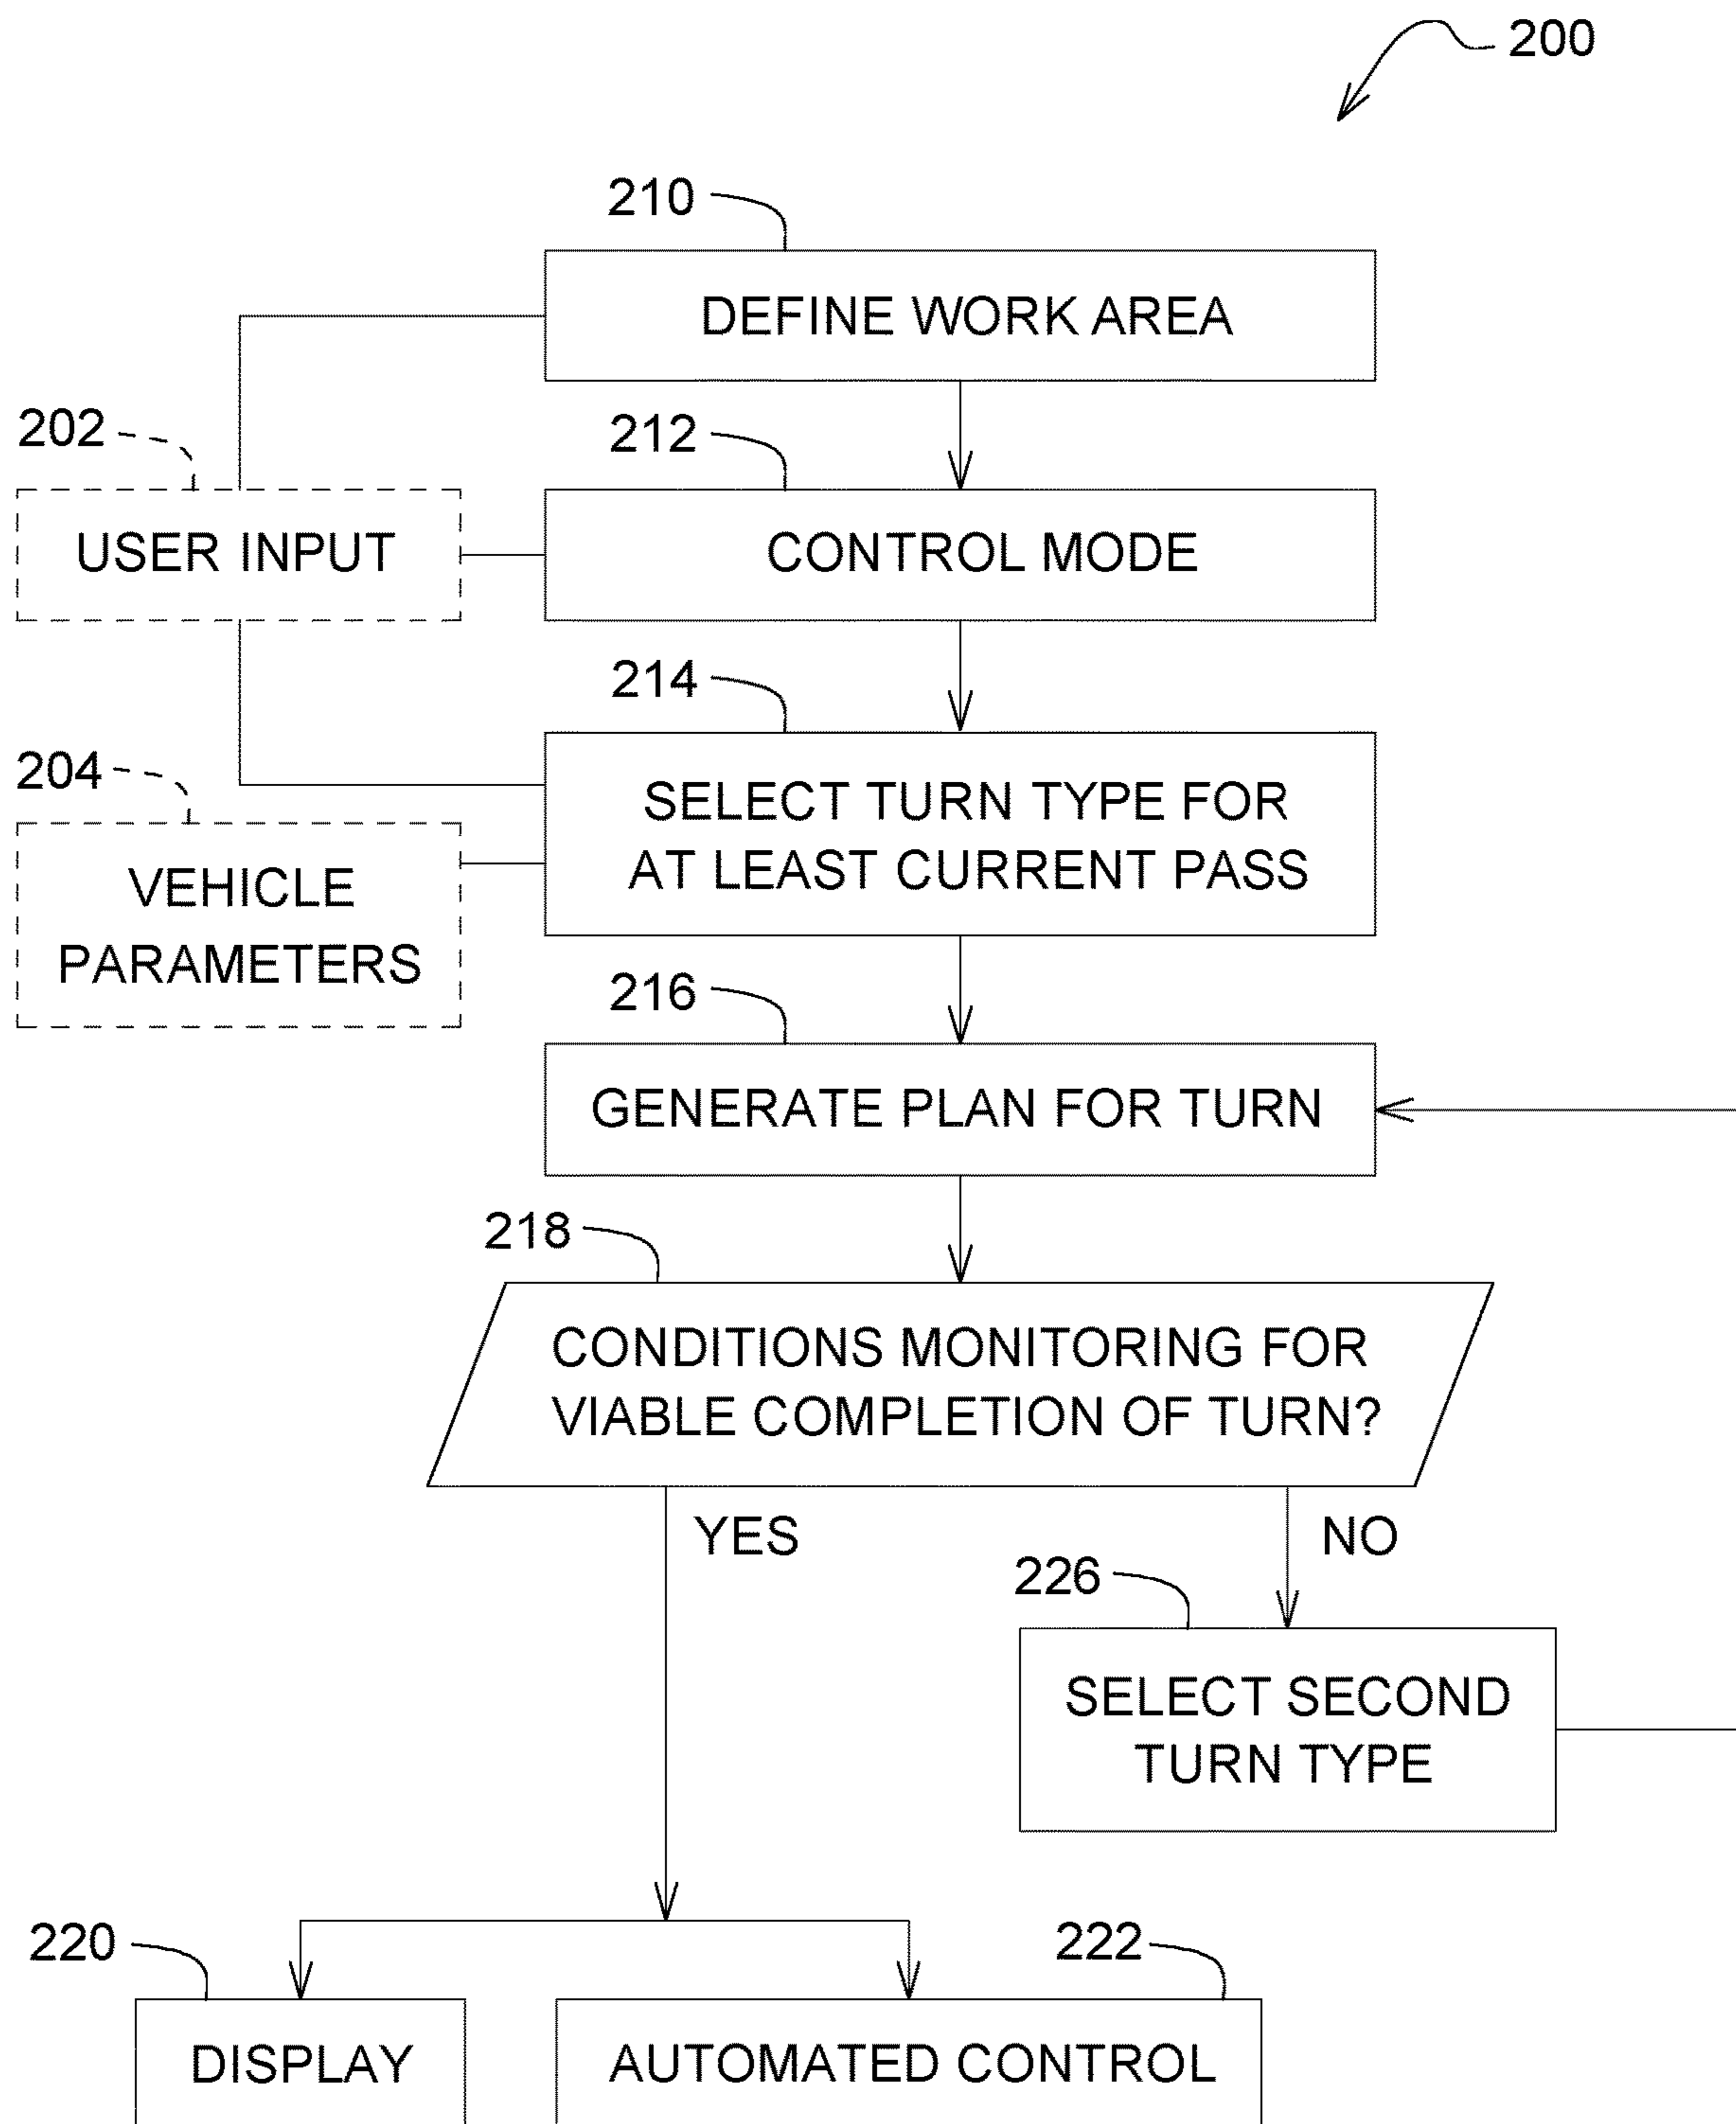 200
210
DEFINE WORK AREA
202
212
USER INPUT
CONTROL MODE
214
204
SELECT TURN TYPE FOR
AT LEAST CURRENT PASS
VEHICLE
PARAMETERS
216
GENERATE PLAN FOR TURN
218
CONDITIONS MONITORING FOR
VIABLE COMPLETION OF TURN?
YES
NO
226
SELECT SECOND
TURN TYPE
220
222
DISPLAY
AUTOMATED CONTROL